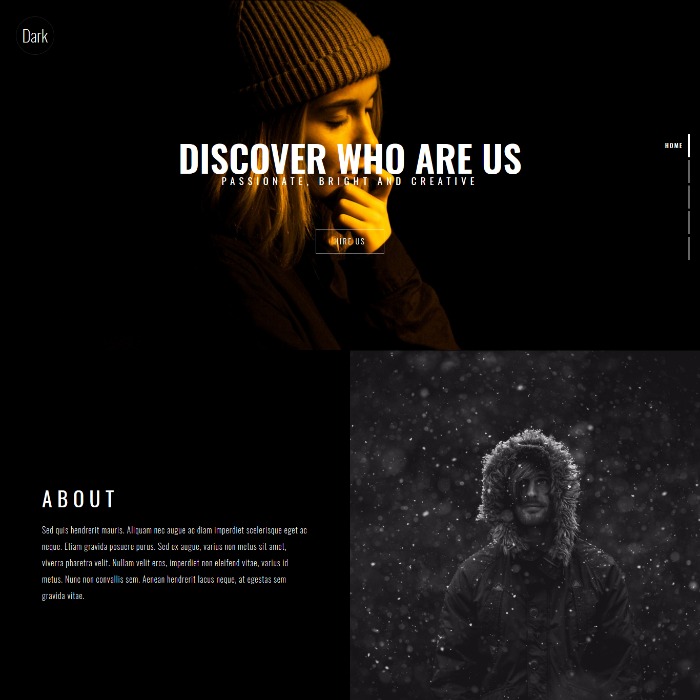 Dark
HOME
DISCOVER WHO ARE US
PASSIONATE, BRIGHT AND CREATIVE
HIRE US
ABOUT
Sed quis hendrerit mauris. Aliquam nec augue ac diam imperdiet scelerisque eget ac
neque. Lliam gravida posuere purus. Sed ex augue, varius non metus sit amet,
viverra pharetra velit. Nullam velit eros, imperdiet non eleifend vitae, varius id
metus. Nunc non convallis sem. Aenean hendrerit lacus neque, at egestas sem
gravida vitae.